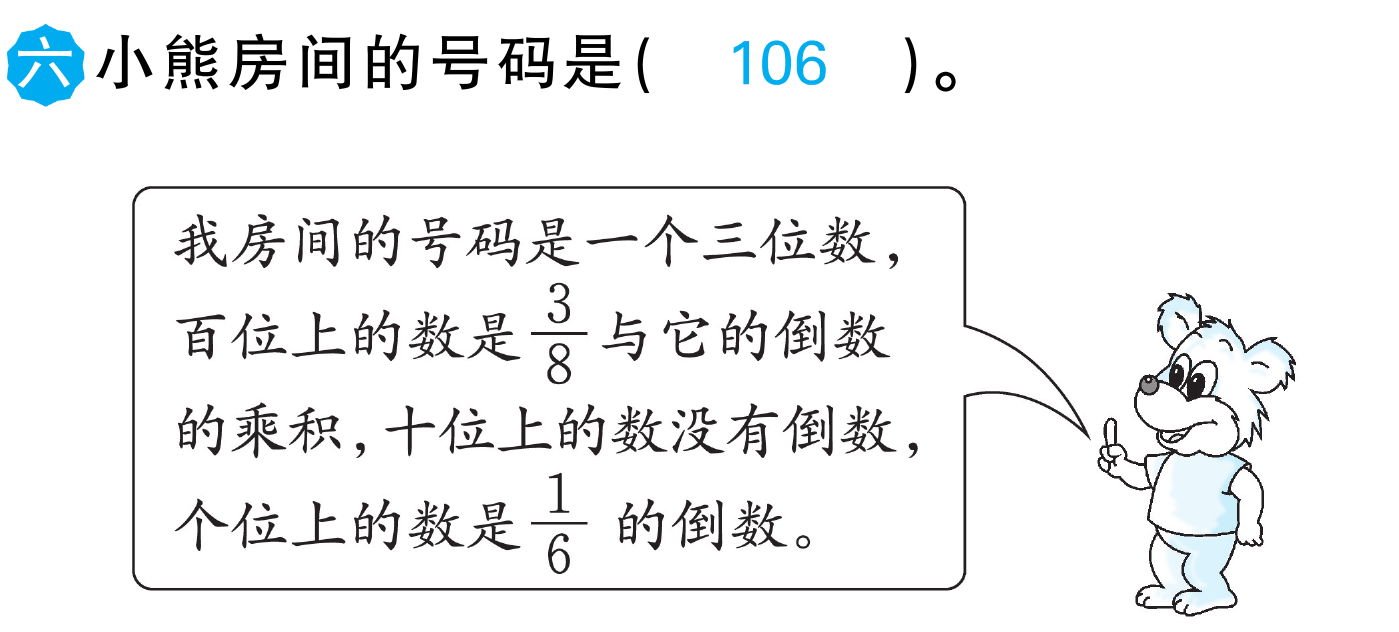 六 小熊房间的号码是( 106 )。
我房间的号码是一个三位数,
百位上的数是3/8与它的倒数
的乘积,十位上的数没有倒数,
个位上的数是1/6的倒数。